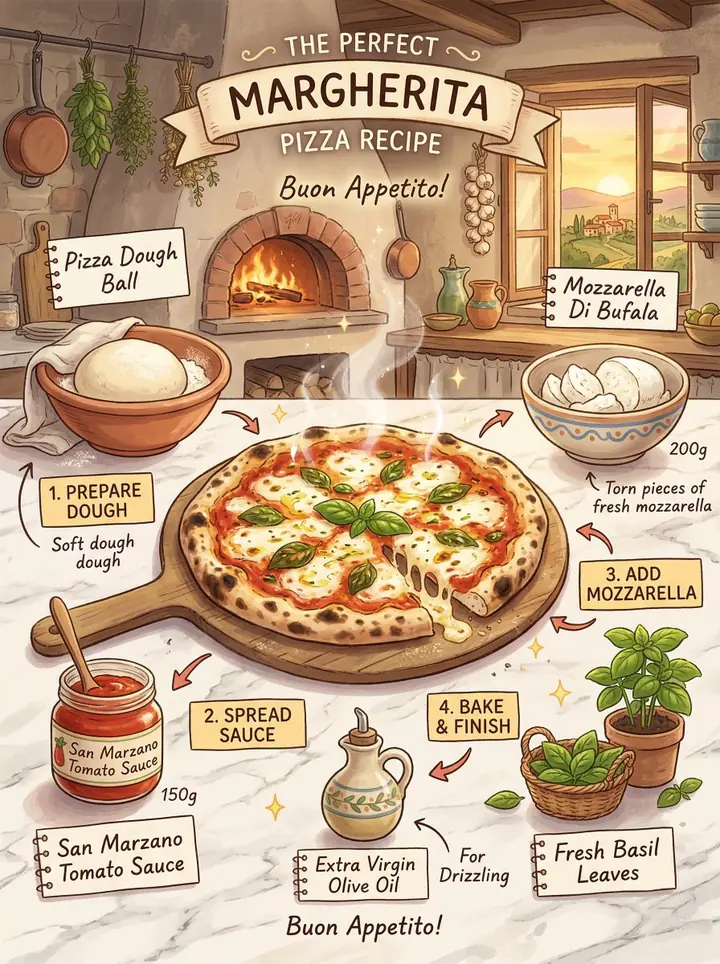 THE PERFECT
MARGHERITA
PIZZA RECIPE
Buon Appetito!
Pizza Dough
Ball
Mozzarella
Di Bufala
200g
Torn pieces of
fresh mozzarella
1. PREPARE
DOUGH
Soft dough
dough
3. ADD
MOZZARELLA
2. SPREAD
SAUCE
4. BAKE
& FINISH
San Marzano
Tomato Sauce
150g
San Marzano
Tomato Sauce
Extra Virgin
Olive Oil
For
Drizzling
Fresh Basil
Leaves
Buon Appetito!